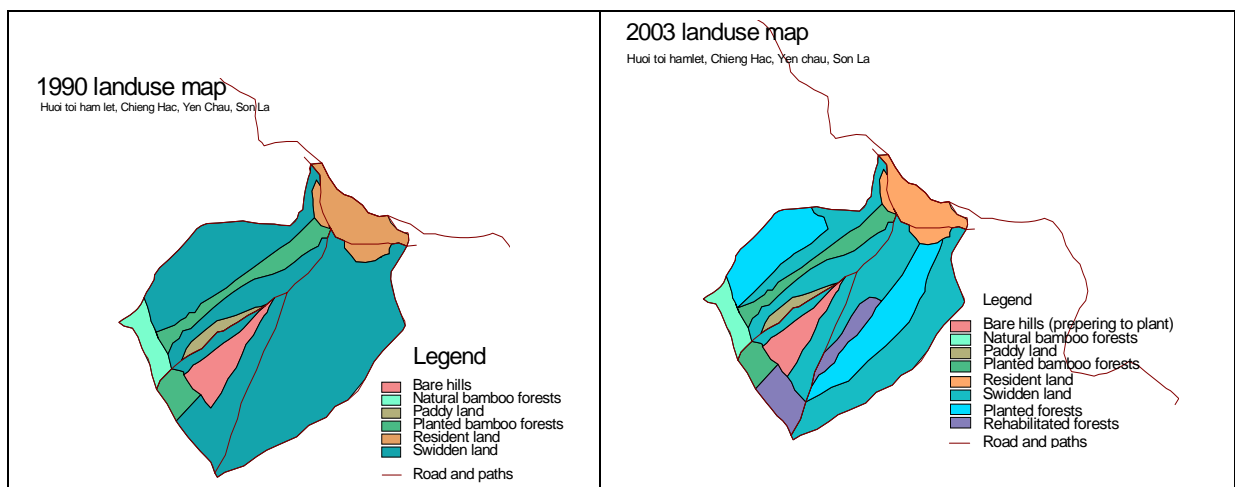 1990 landuse map
Huoi toi ham let, Chieng Hac, Yen Chau, Son La
Legend
Bare hills
Natural bamboo forests
Paddy land
Planted bamboo forests
Resident land
Swidden land
Road and paths
2003 landuse map
Huoi toi hamlet, Chieng Hac, Yen chau, Son La
Legend
Bare hills (prepering to plant)
Natural bamboo forests
Paddy land
Planted bamboo forests
Resident land
Swidden land
Planted forests
Rehabilitated forests
Road and paths